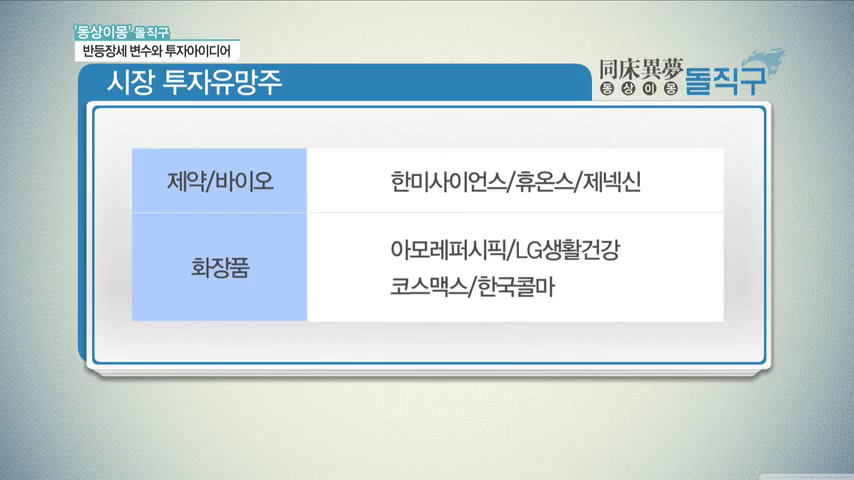 '동상이몽' 돌직구
반등장세 변수와 투자아이디어
시장 투자유망주
同床異夢
동상이몽
돌직구
제약/바이오
한미사이언스/휴온스/제넥신
화장품
아모레퍼시픽/LG생활건강
코스맥스/한국콜마